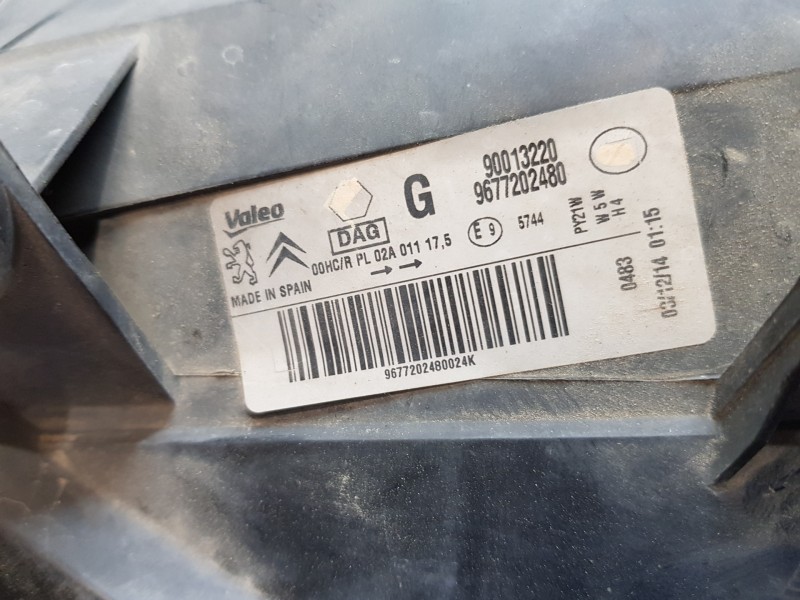 Valeo
DAG
G
90013220
9677202480
00HC/R PL 02A 011 17,5
E 9
5744
PY21W
W5W
H4
MADE IN SPAIN
0483
03/12/14 01:15
9677202480024K